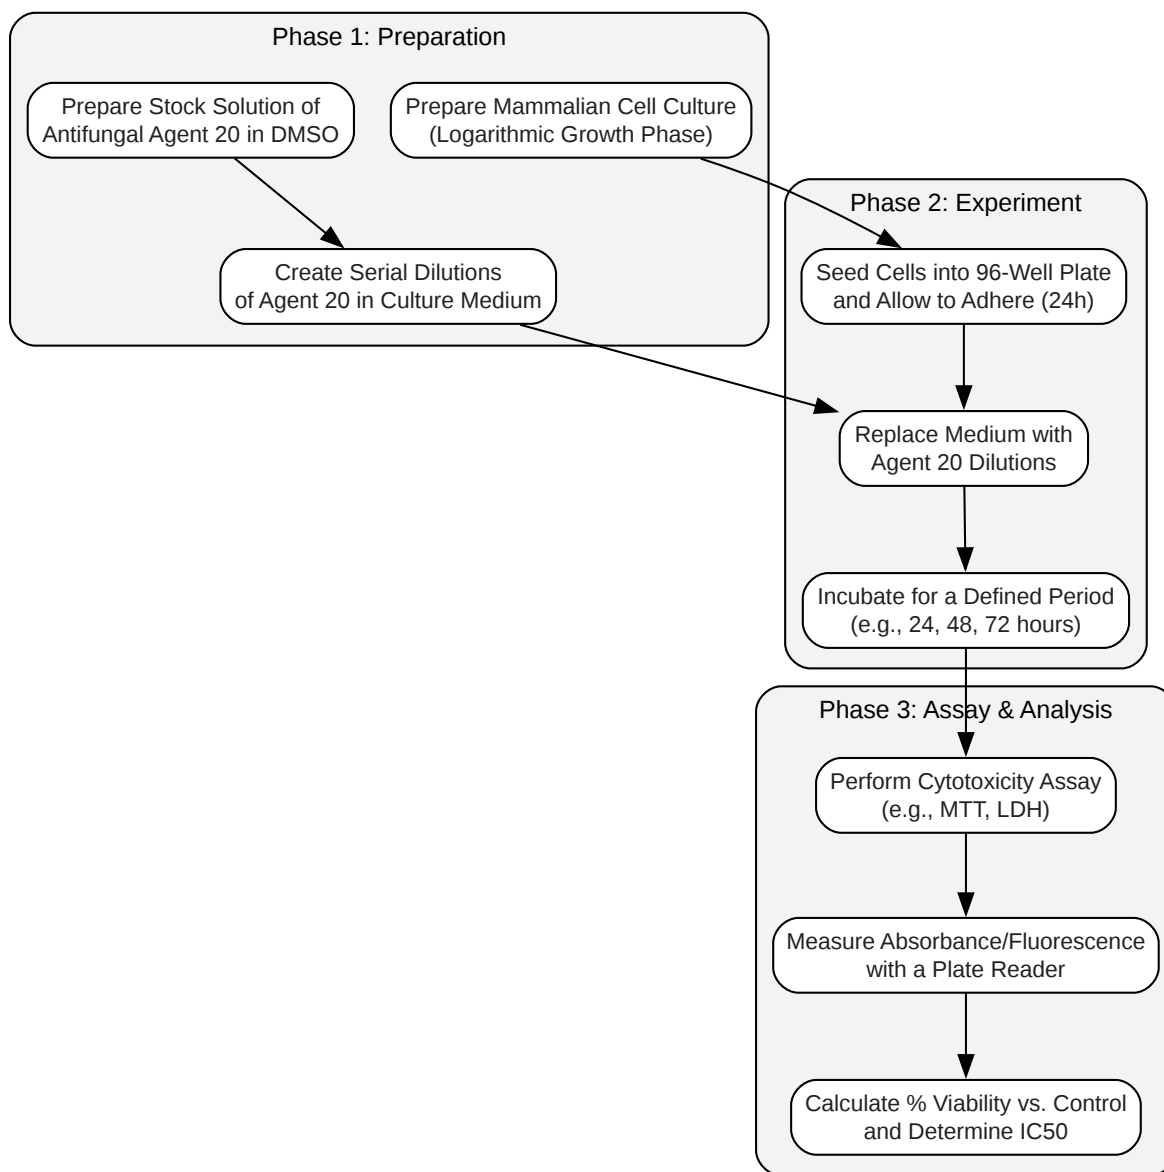 Phase 1: Preparation
Prepare Stock Solution of
Antifungal Agent 20 in DMSO
Prepare Mammalian Cell Culture
(Logarithmic Growth Phase)
Create Serial Dilutions
of Agent 20 in Culture Medium
Phase 2: Experiment
Seed Cells into 96-Well Plate
and Allow to Adhere (24h)
Replace Medium with
Agent 20 Dilutions
Incubate for a Defined Period
(e.g., 24, 48, 72 hours)
Phase 3: Assay & Analysis
Perform Cytotoxicity Assay
(e.g., MTT, LDH)
Measure Absorbance/Fluorescence
with a Plate Reader
Calculate % Viability vs. Control
and Determine IC50